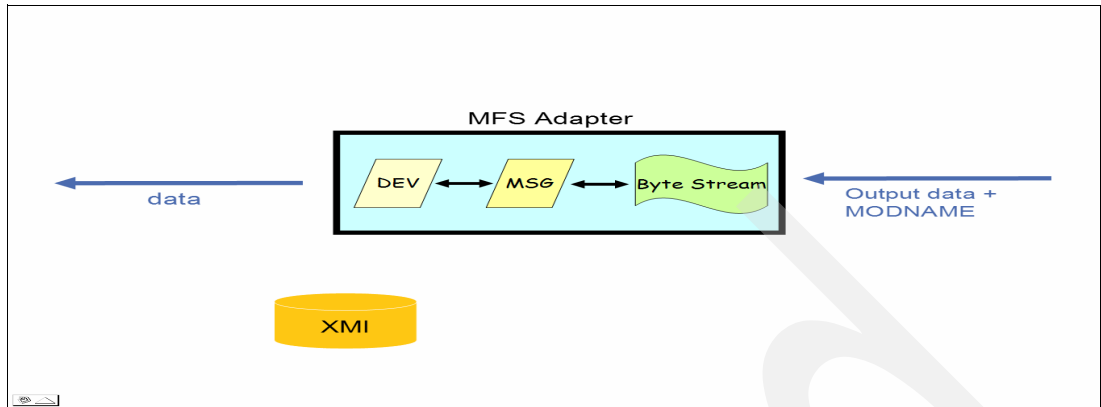 MFS Adapter
DEV
MSG
Byte Stream
data
Output data +
MODNAME
XMI